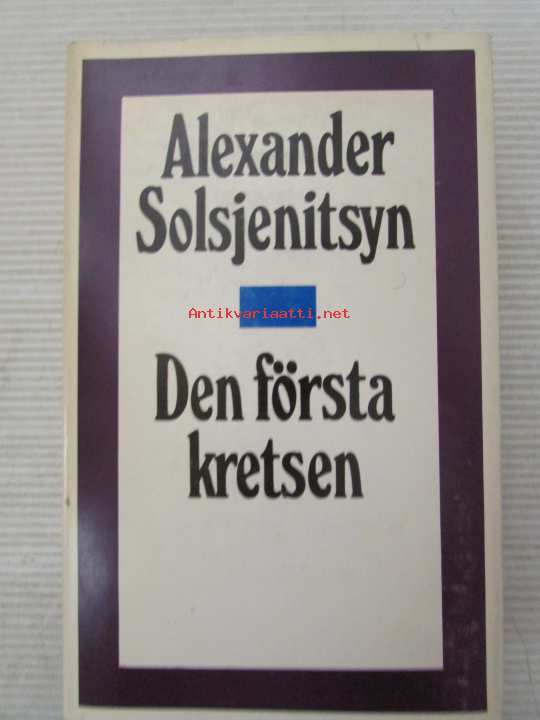 Alexander
Solsjenitsyn
Antikvariaatti.net
Den första
kretsen